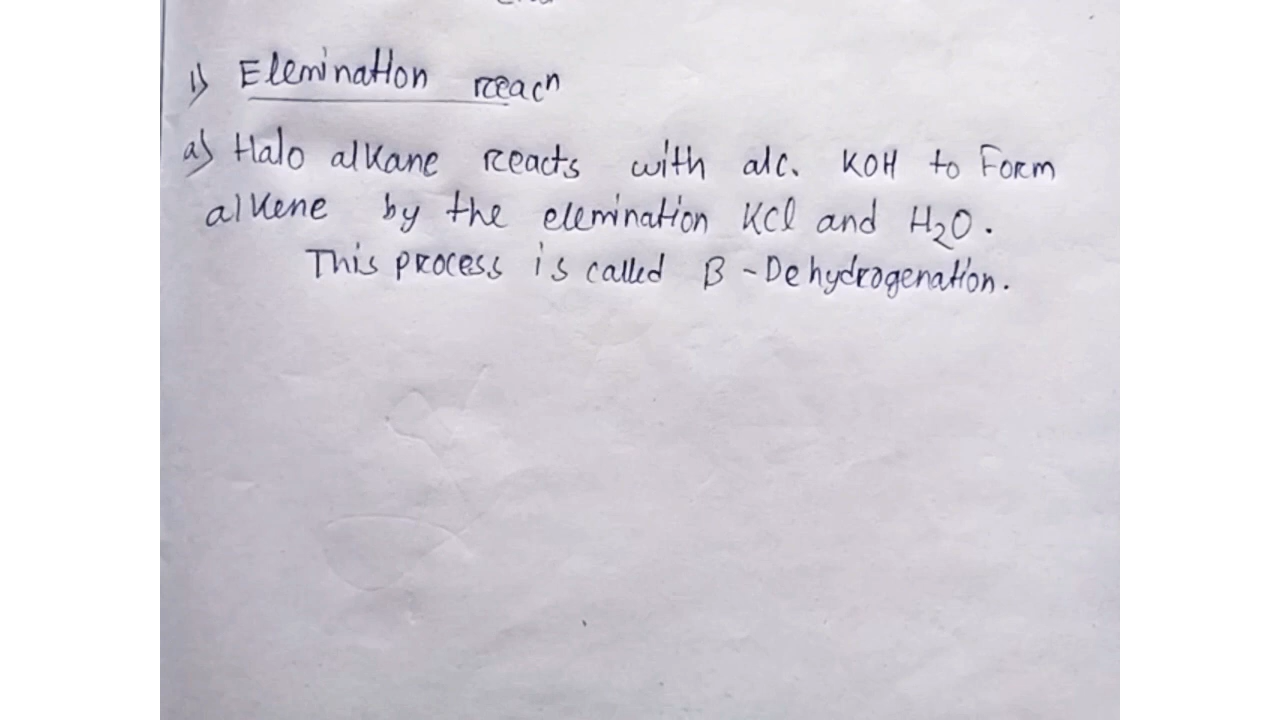 1) Elemination reacn
a) Halo alkane reacts with alc. KOH to Form
alkene by the elemination KCl and H₂O.
This process is called β-Dehydrogenation.